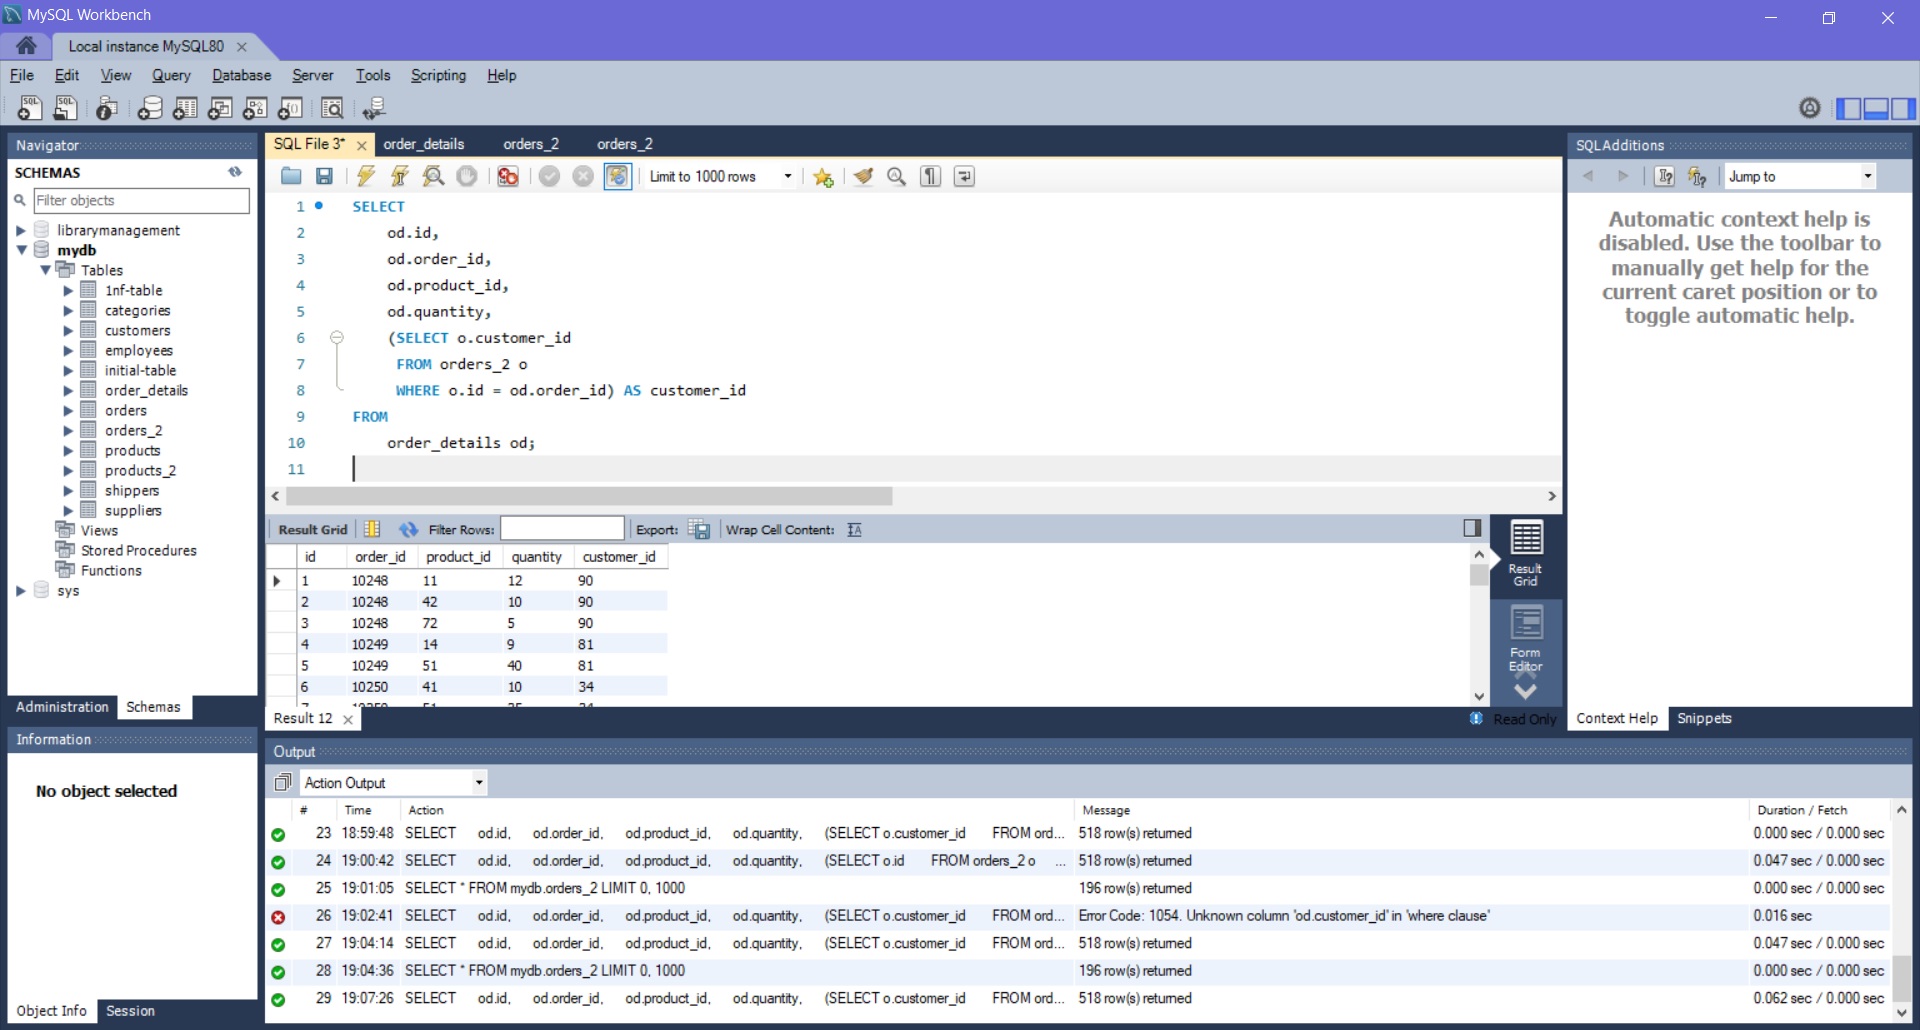 MySQL Workbench
Local instance MySQL80
File Edit View Query Database Server Tools Scripting Help
Navigator
SCHEMAS
Filter objects
librarymanagement
mydb
Tables
1nf-table
categories
customers
employees
initial-table
order_details
orders
orders_2
products
products_2
shippers
suppliers
Views
Stored Procedures
Functions
sys
Administration Schemas
Information
No object selected
Object Info Session
SQL File 3* order_details orders_2 orders_2
Limit to 1000 rows
1 SELECT
2 od.id,
3 od.order_id,
4 od.product_id,
5 od.quantity,
6 (SELECT o.customer_id
7 FROM orders_2 o
8 WHERE o.id = od.order_id) AS customer_id
9 FROM
10 order_details od;
11
Result Grid Filter Rows: Export: Wrap Cell Content:
id order_id product_id quantity customer_id
1 10248 11 12 90
2 10248 42 10 90
3 10248 72 5 90
4 10249 14 9 81
5 10249 51 40 81
6 10250 41 10 34
Result Grid
Form Editor
Result 12
Read Only
SQLAdditions
Jump to
Automatic context help is
disabled. Use the toolbar to
manually get help for the
current caret position or to
toggle automatic help.
Context Help Snippets
Output
Action Output
# Time Action Message Duration / Fetch
23 18:59:48 SELECT od.id, od.order_id, od.product_id, od.quantity, (SELECT o.customer_id FROM ord... 518 row(s) returned 0.000 sec / 0.000 sec
24 19:00:42 SELECT od.id, od.order_id, od.product_id, od.quantity, (SELECT o.id FROM orders_2 o ... 518 row(s) returned 0.047 sec / 0.000 sec
25 19:01:05 SELECT * FROM mydb.orders_2 LIMIT 0, 1000 196 row(s) returned 0.000 sec / 0.000 sec
26 19:02:41 SELECT od.id, od.order_id, od.product_id, od.quantity, (SELECT o.customer_id FROM ord... Error Code: 1054. Unknown column 'od.customer_id' in 'where clause' 0.016 sec
27 19:04:14 SELECT od.id, od.order_id, od.product_id, od.quantity, (SELECT o.customer_id FROM ord... 518 row(s) returned 0.047 sec / 0.000 sec
28 19:04:36 SELECT * FROM mydb.orders_2 LIMIT 0, 1000 196 row(s) returned 0.000 sec / 0.000 sec
29 19:07:26 SELECT od.id, od.order_id, od.product_id, od.quantity, (SELECT o.customer_id FROM ord... 518 row(s) returned 0.062 sec / 0.000 sec